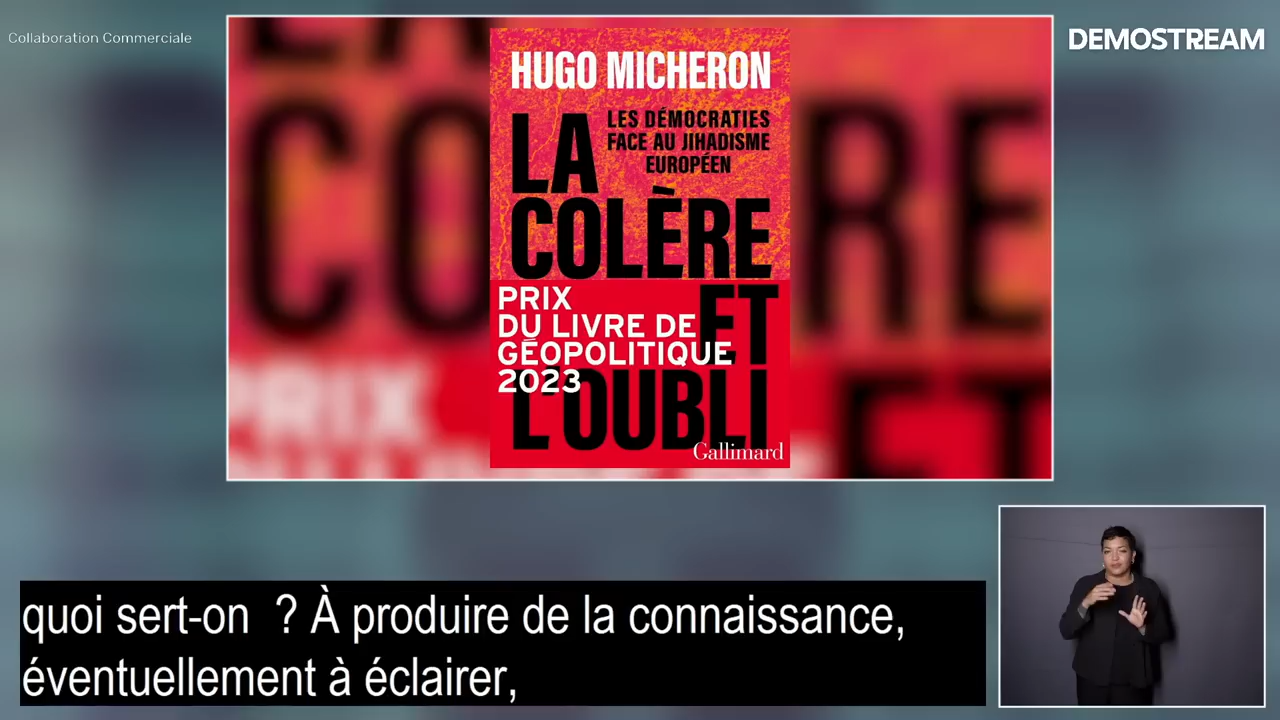 Collaboration Commerciale
DEMOSTREAM
HUGO MICHERON
LES DÉMOCRATIES
FACE AU JIHADISME
EUROPÉEN
LA
COLÈRE
ET
L'OUBLI
PRIX
DU LIVRE DE
GÉOPOLITIQUE
2023
Gallimard
quoi sert-on  ? À produire de la connaissance,
éventuellement à éclairer,